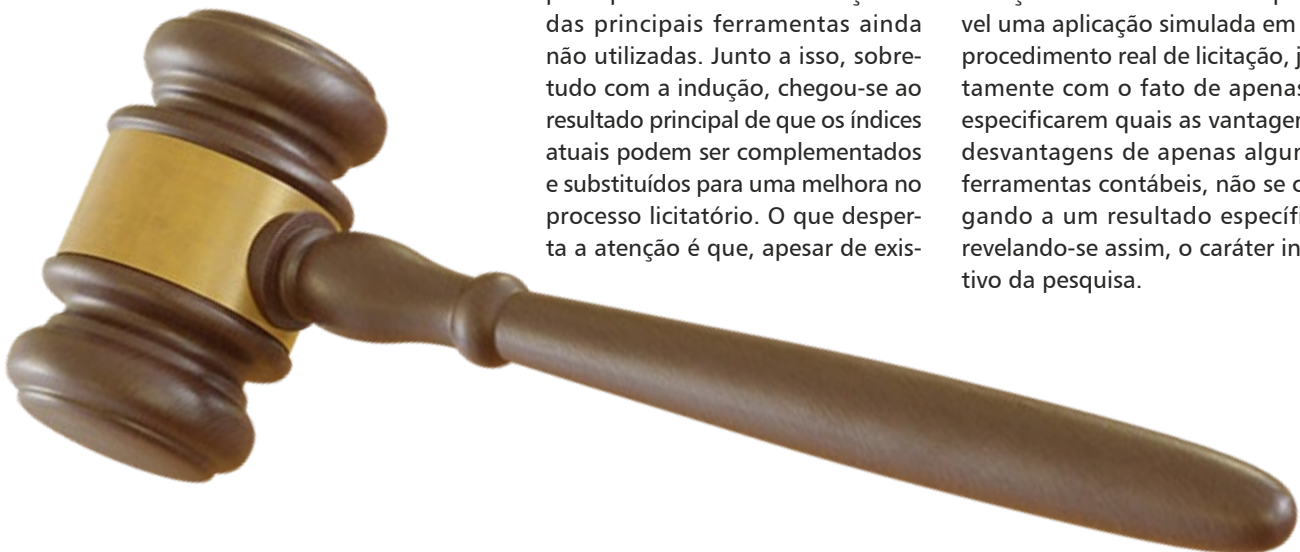 das principais ferramentas ainda
não utilizadas. Junto a isso, sobre-
tudo com a indução, chegou-se ao
resultado principal de que os índices
atuais podem ser complementados
e substituídos para uma melhora no
processo licitatório. O que desper-
ta a atenção é que, apesar de exis-
vel uma aplicação simulada em
procedimento real de licitação,
tamente com o fato de apenas
especificarem quais as
desvantagens de apenas
ferramentas contábeis, não se
gando a um resultado
revelando-se assim, o caráter
tivo da pesquisa.